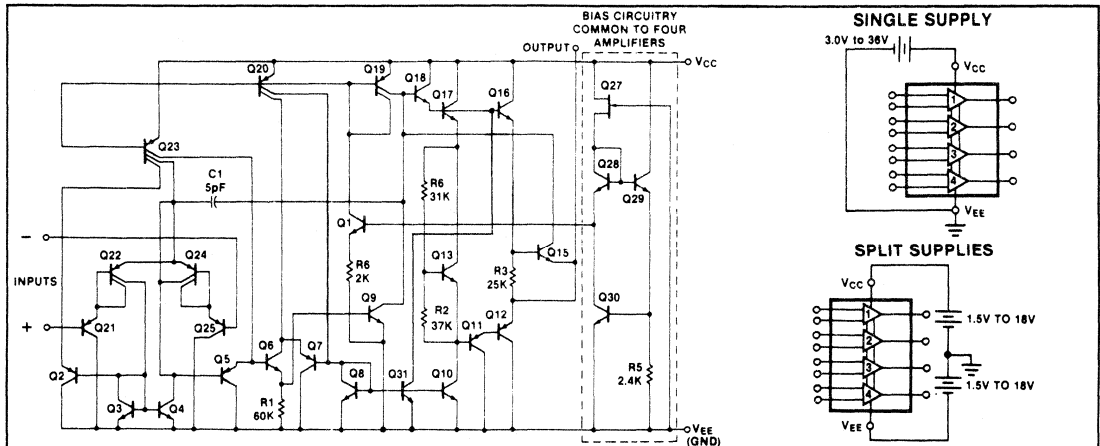 BIAS CIRCUITRY
COMMON TO FOUR
AMPLIFIERS
OUTPUT
VCC
Q20
Q19
Q18
Q17
Q16
Q27
Q23
C1
5pF
Q28
Q29
R6
31K
Q1
−
Q22
Q24
R6
2K
Q13
Q15
R3
25K
INPUTS
+
Q21
Q25
Q9
R2
37K
Q11
Q12
Q30
Q2
Q5
Q6
Q7
Q8
Q31
Q10
R5
2.4K
Q3
Q4
R1
60K
VEE
(GND)
SINGLE SUPPLY
3.0V to 36V
VCC
1
2
3
4
VEE
SPLIT SUPPLIES
VCC
1
2
3
4
1.5V TO 18V
1.5V TO 18V
VEE